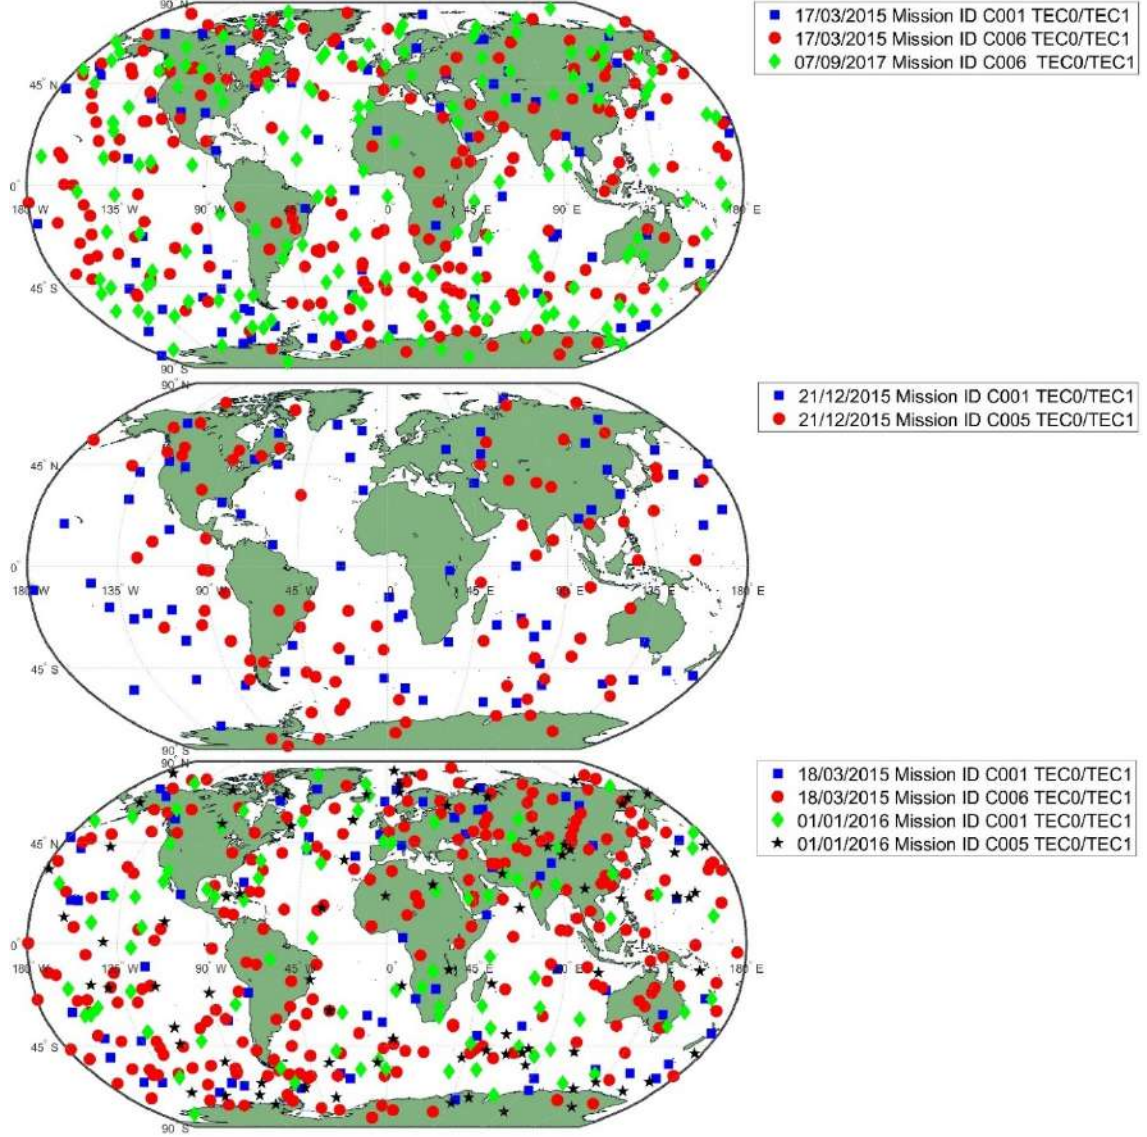 90° N
17/03/2015 Mission ID C001 TEC0/TEC1
17/03/2015 Mission ID C006 TEC0/TEC1
07/09/2017 Mission ID C006 TEC0/TEC1
45° N
0°
180° W 135° W 90° W 45° W 0° 45° E 90° E 135° E 180° E
45° S
90° S
90° N
21/12/2015 Mission ID C001 TEC0/TEC1
21/12/2015 Mission ID C005 TEC0/TEC1
45° N
0°
180° W 135° W 90° W 45° W 0° 45° E 90° E 135° E 180° E
45° S
90° S
90° N
18/03/2015 Mission ID C001 TEC0/TEC1
18/03/2015 Mission ID C006 TEC0/TEC1
01/01/2016 Mission ID C001 TEC0/TEC1
01/01/2016 Mission ID C005 TEC0/TEC1
45° N
0°
180° W 135° W 90° W 45° W 0° 45° E 90° E 135° E 180° E
45° S
90° S